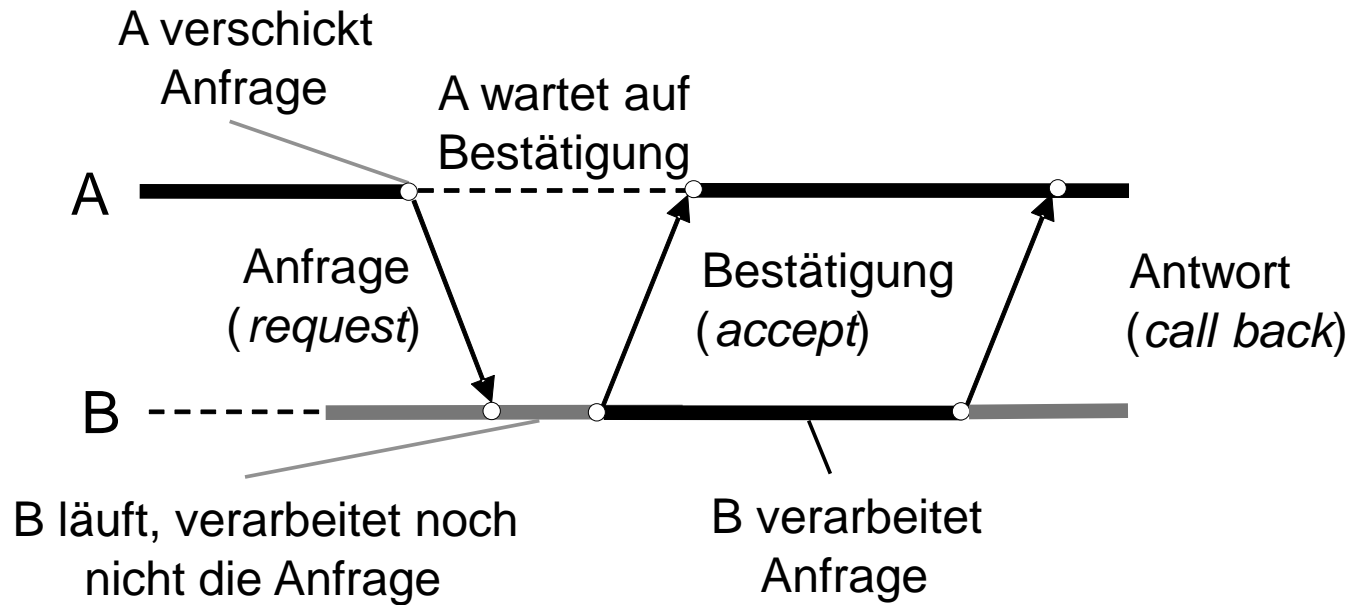 A verschickt
Anfrage
A wartet auf
Bestätigung
A
Anfrage
(request)
Bestätigung
(accept)
Antwort
(call back)
B
B läuft, verarbeitet noch
nicht die Anfrage
B verarbeitet
Anfrage